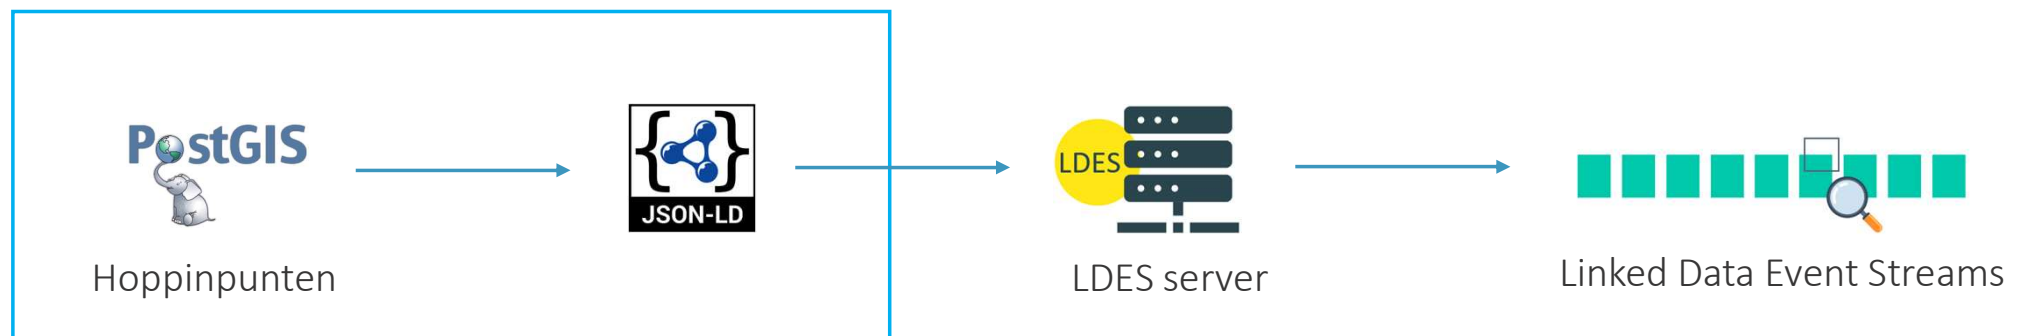 PostGIS
JSON-LD
LDES
Hoppinpunten
LDES server
Linked Data Event Streams